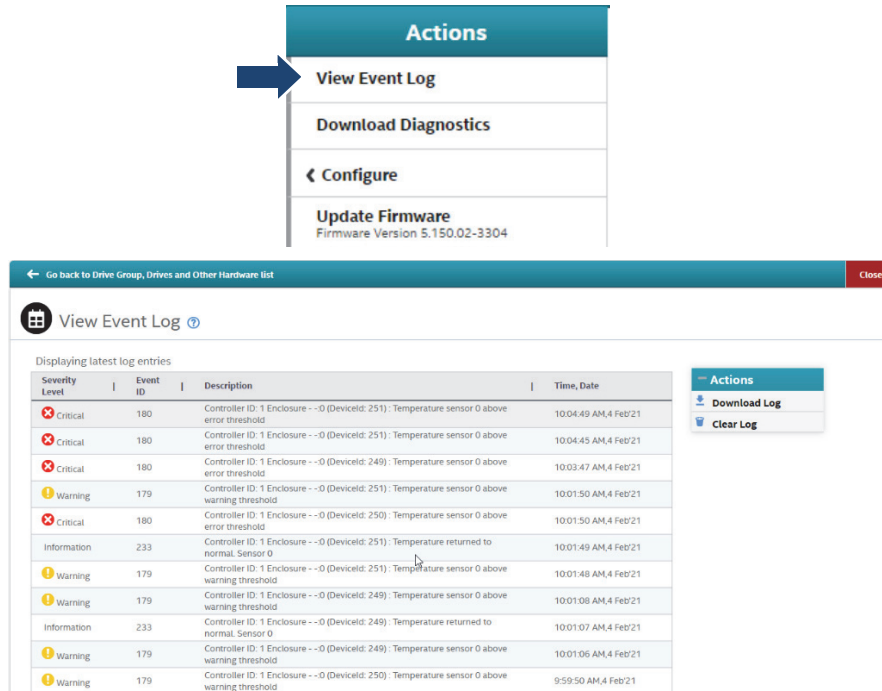 Actions
View Event Log
Download Diagnostics
Configure
Update Firmware
Firmware Version 5.150.02-3304
Go back to Drive Group, Drives and Other Hardware list
Close
View Event Log
Displaying latest log entries
Severity Level | Event ID | Description | Time, Date
Critical 180 Controller ID: 1 Enclosure - -:0 (DeviceId: 251) : Temperature sensor 0 above
error threshold
10:04:49 AM,4 Feb'21
Critical 180 Controller ID: 1 Enclosure - -:0 (DeviceId: 251) : Temperature sensor 0 above
error threshold
10:04:45 AM,4 Feb'21
Critical 180 Controller ID: 1 Enclosure - -:0 (DeviceId: 249) : Temperature sensor 0 above
error threshold
10:03:47 AM,4 Feb'21
Warning 179 Controller ID: 1 Enclosure - -:0 (DeviceId: 251) : Temperature sensor 0 above
warning threshold
10:01:50 AM,4 Feb'21
Critical 180 Controller ID: 1 Enclosure - -:0 (DeviceId: 250) : Temperature sensor 0 above
error threshold
10:01:50 AM,4 Feb'21
Information 233 Controller ID: 1 Enclosure - -:0 (DeviceId: 251) : Temperature returned to
normal. Sensor 0
10:01:49 AM,4 Feb'21
Warning 179 Controller ID: 1 Enclosure - -:0 (DeviceId: 251) : Temperature sensor 0 above
warning threshold
10:01:48 AM,4 Feb'21
Warning 179 Controller ID: 1 Enclosure - -:0 (DeviceId: 249) : Temperature sensor 0 above
warning threshold
10:01:08 AM,4 Feb'21
Information 233 Controller ID: 1 Enclosure - -:0 (DeviceId: 249) : Temperature returned to
normal. Sensor 0
10:01:07 AM,4 Feb'21
Warning 179 Controller ID: 1 Enclosure - -:0 (DeviceId: 249) : Temperature sensor 0 above
warning threshold
10:01:06 AM,4 Feb'21
Warning 179 Controller ID: 1 Enclosure - -:0 (DeviceId: 250) : Temperature sensor 0 above
warning threshold
9:59:50 AM,4 Feb'21
Actions
Download Log
Clear Log